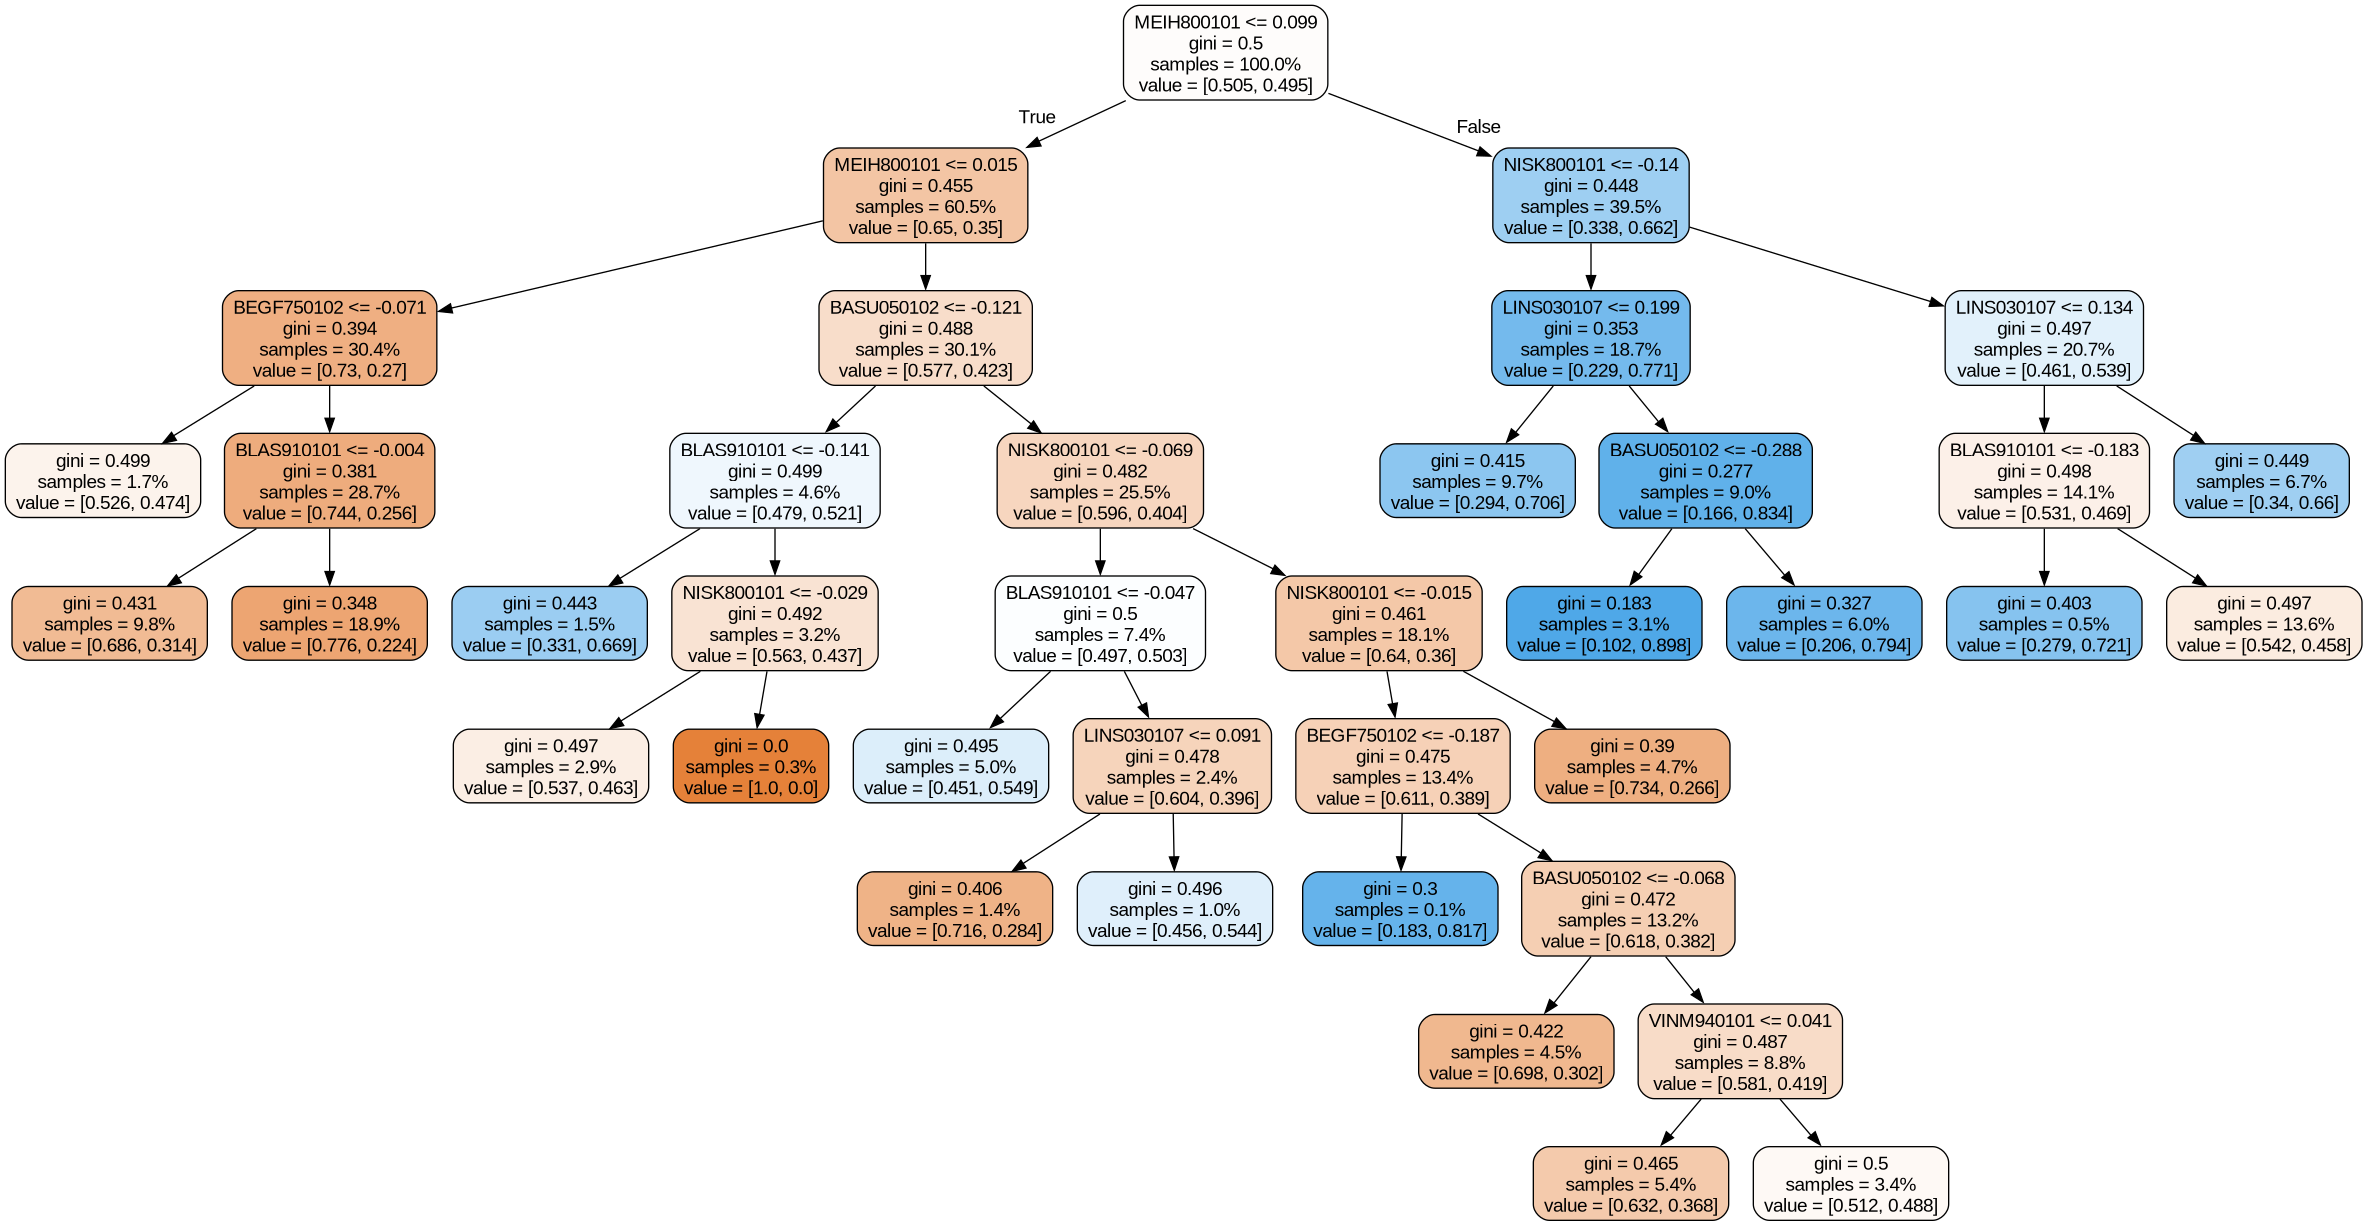 MEIH800101 <= 0.099
gini = 0.5
samples = 100.0%
value = [0.505, 0.495]
True
False
MEIH800101 <= 0.015
gini = 0.455
samples = 60.5%
value = [0.65, 0.35]
NISK800101 <= -0.14
gini = 0.448
samples = 39.5%
value = [0.338, 0.662]
BEGF750102 <= -0.071
gini = 0.394
samples = 30.4%
value = [0.73, 0.27]
BASU050102 <= -0.121
gini = 0.488
samples = 30.1%
value = [0.577, 0.423]
LINS030107 <= 0.199
gini = 0.353
samples = 18.7%
value = [0.229, 0.771]
LINS030107 <= 0.134
gini = 0.497
samples = 20.7%
value = [0.461, 0.539]
gini = 0.499
samples = 1.7%
value = [0.526, 0.474]
BLAS910101 <= -0.004
gini = 0.381
samples = 28.7%
value = [0.744, 0.256]
BLAS910101 <= -0.141
gini = 0.499
samples = 4.6%
value = [0.479, 0.521]
NISK800101 <= -0.069
gini = 0.482
samples = 25.5%
value = [0.596, 0.404]
gini = 0.415
samples = 9.7%
value = [0.294, 0.706]
BASU050102 <= -0.288
gini = 0.277
samples = 9.0%
value = [0.166, 0.834]
BLAS910101 <= -0.183
gini = 0.498
samples = 14.1%
value = [0.531, 0.469]
gini = 0.449
samples = 6.7%
value = [0.34, 0.66]
gini = 0.431
samples = 9.8%
value = [0.686, 0.314]
gini = 0.348
samples = 18.9%
value = [0.776, 0.224]
gini = 0.443
samples = 1.5%
value = [0.331, 0.669]
NISK800101 <= -0.029
gini = 0.492
samples = 3.2%
value = [0.563, 0.437]
BLAS910101 <= -0.047
gini = 0.5
samples = 7.4%
value = [0.497, 0.503]
NISK800101 <= -0.015
gini = 0.461
samples = 18.1%
value = [0.64, 0.36]
gini = 0.183
samples = 3.1%
value = [0.102, 0.898]
gini = 0.327
samples = 6.0%
value = [0.206, 0.794]
gini = 0.403
samples = 0.5%
value = [0.279, 0.721]
gini = 0.497
samples = 13.6%
value = [0.542, 0.458]
gini = 0.497
samples = 2.9%
value = [0.537, 0.463]
gini = 0.0
samples = 0.3%
value = [1.0, 0.0]
gini = 0.495
samples = 5.0%
value = [0.451, 0.549]
LINS030107 <= 0.091
gini = 0.478
samples = 2.4%
value = [0.604, 0.396]
BEGF750102 <= -0.187
gini = 0.475
samples = 13.4%
value = [0.611, 0.389]
gini = 0.39
samples = 4.7%
value = [0.734, 0.266]
gini = 0.406
samples = 1.4%
value = [0.716, 0.284]
gini = 0.496
samples = 1.0%
value = [0.456, 0.544]
gini = 0.3
samples = 0.1%
value = [0.183, 0.817]
BASU050102 <= -0.068
gini = 0.472
samples = 13.2%
value = [0.618, 0.382]
gini = 0.422
samples = 4.5%
value = [0.698, 0.302]
VINM940101 <= 0.041
gini = 0.487
samples = 8.8%
value = [0.581, 0.419]
gini = 0.465
samples = 5.4%
value = [0.632, 0.368]
gini = 0.5
samples = 3.4%
value = [0.512, 0.488]